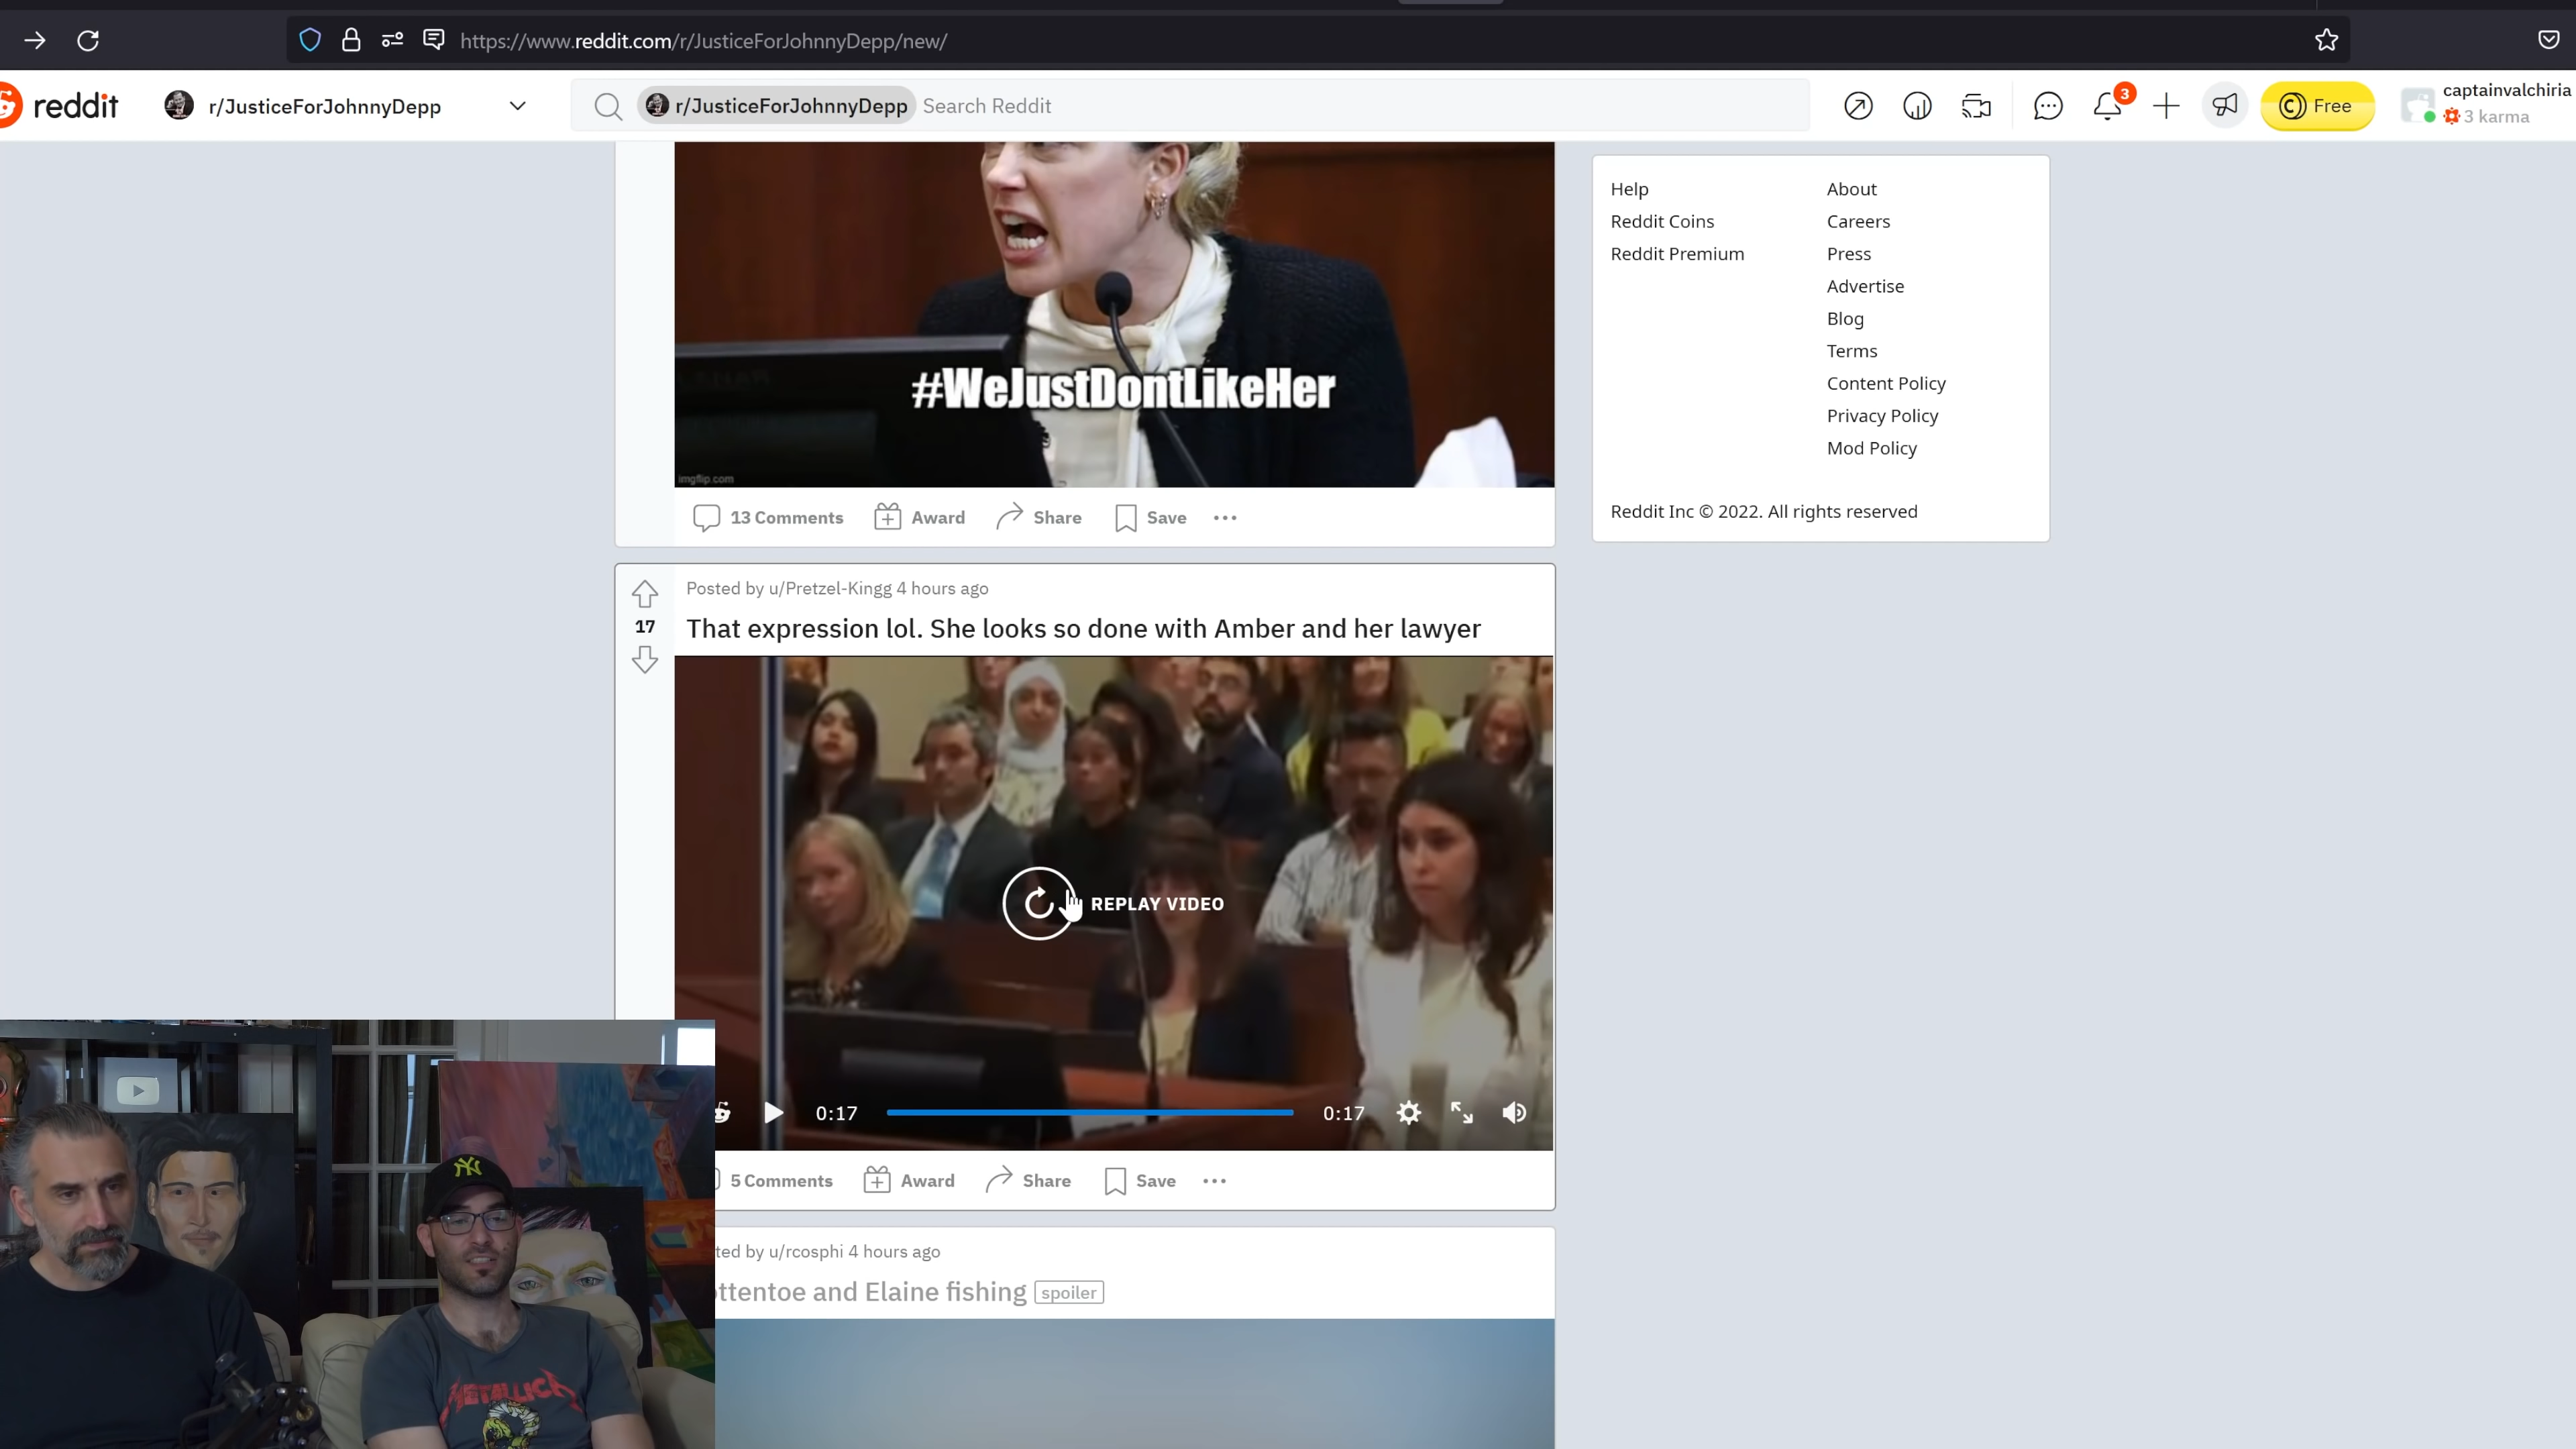 https://www.reddit.com/r/JusticeForJohnnyDepp/new/
reddit
r/JusticeForJohnnyDepp
r/JusticeForJohnnyDepp Search Reddit
3
Free
captainvalchiria
3 karma
#WeJustDontLikeHer
imgflip.com
13 Comments Award Share Save
Help
Reddit Coins
Reddit Premium
About
Careers
Press
Advertise
Blog
Terms
Content Policy
Privacy Policy
Mod Policy
Reddit Inc © 2022. All rights reserved
Posted by u/Pretzel-Kingg 4 hours ago
17
That expression lol. She looks so done with Amber and her lawyer
REPLAY VIDEO
0:17 0:17
5 Comments Award Share Save
by u/rcosphi 4 hours ago
and Elaine fishing spoiler
NY
METALLICA